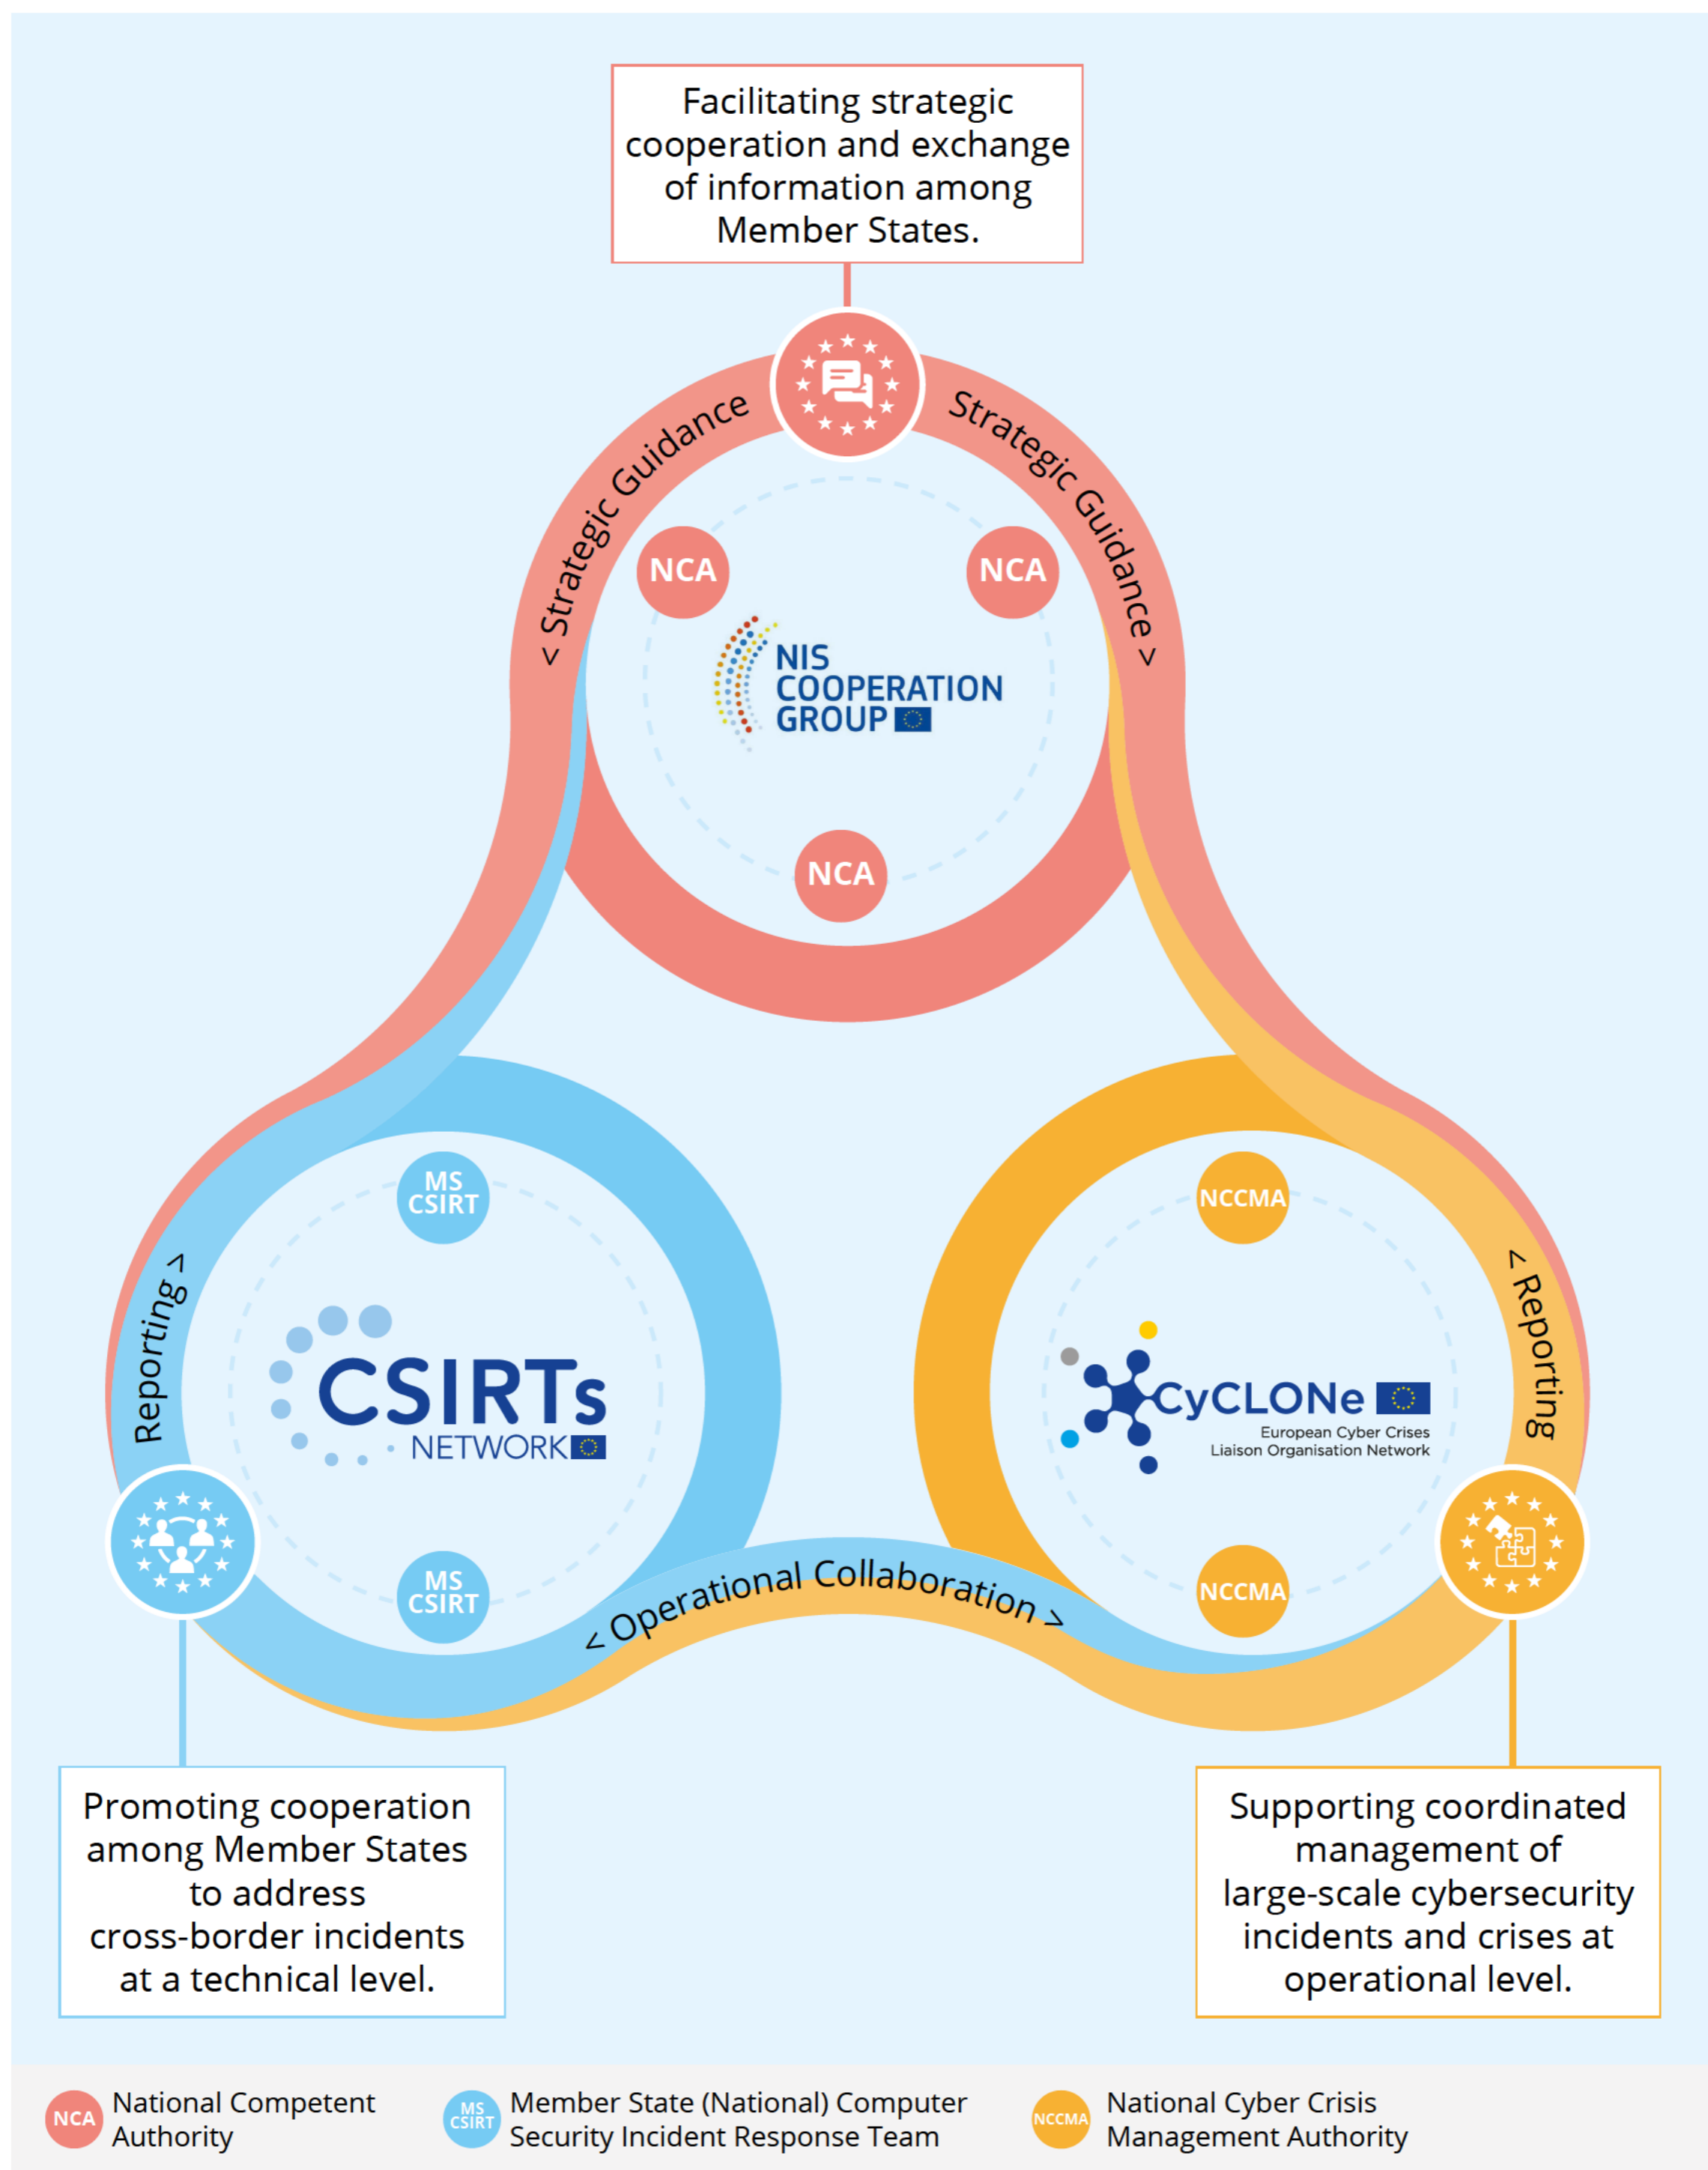 Facilitating strategic
cooperation and exchange
of information among
Member States.
< Strategic Guidance
Strategic Guidance >
NCA
NCA
NIS
COOPERATION
GROUP
NCA
MS
CSIRT
NCCMA
Reporting >
< Reporting
CSIRTs
NETWORK
CyCLONe
European Cyber Crises
Liaison Organisation Network
MS
CSIRT
NCCMA
< Operational Collaboration >
Promoting cooperation
among Member States
to address
cross-border incidents
at a technical level.
Supporting coordinated
management of
large-scale cybersecurity
incidents and crises at
operational level.
NCA
National Competent
Authority
MS
CSIRT
Member State (National) Computer
Security Incident Response Team
NCCMA
National Cyber Crisis
Management Authority